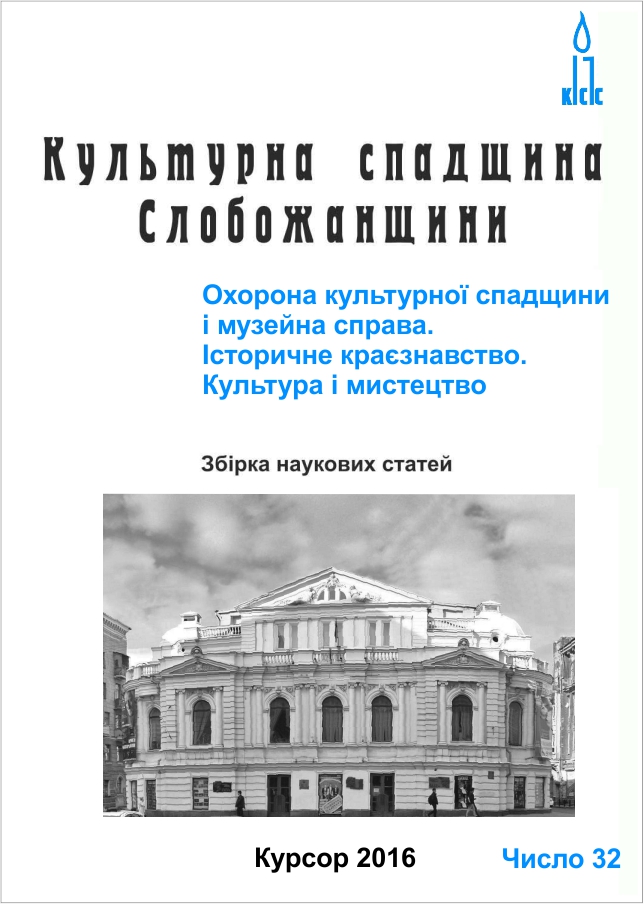 КСС
Культурна спадщина
Слобожанщини
Охорона культурної спадщини
і музейна справа.
Історичне краєзнавство.
Культура і мистецтво
Збірка наукових статей
Курсор 2016
Число 32